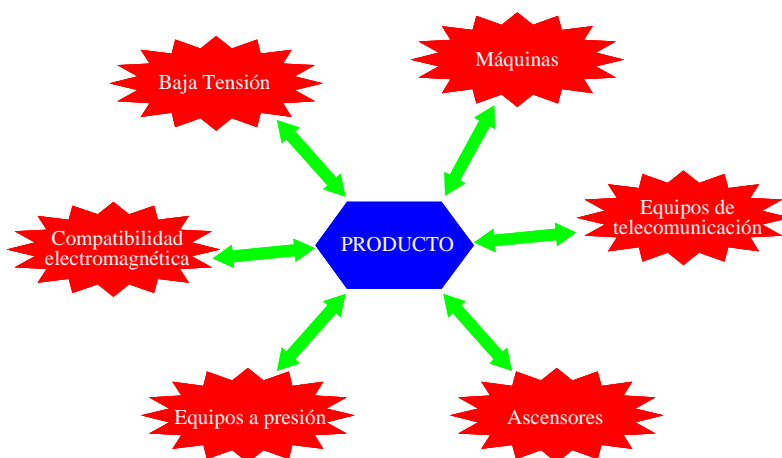 Máquinas
Baja Tensión
Equipos de
telecomunicación
Compatibilidad
electromagnética
PRODUCTO
Equipos a presión
Ascensores